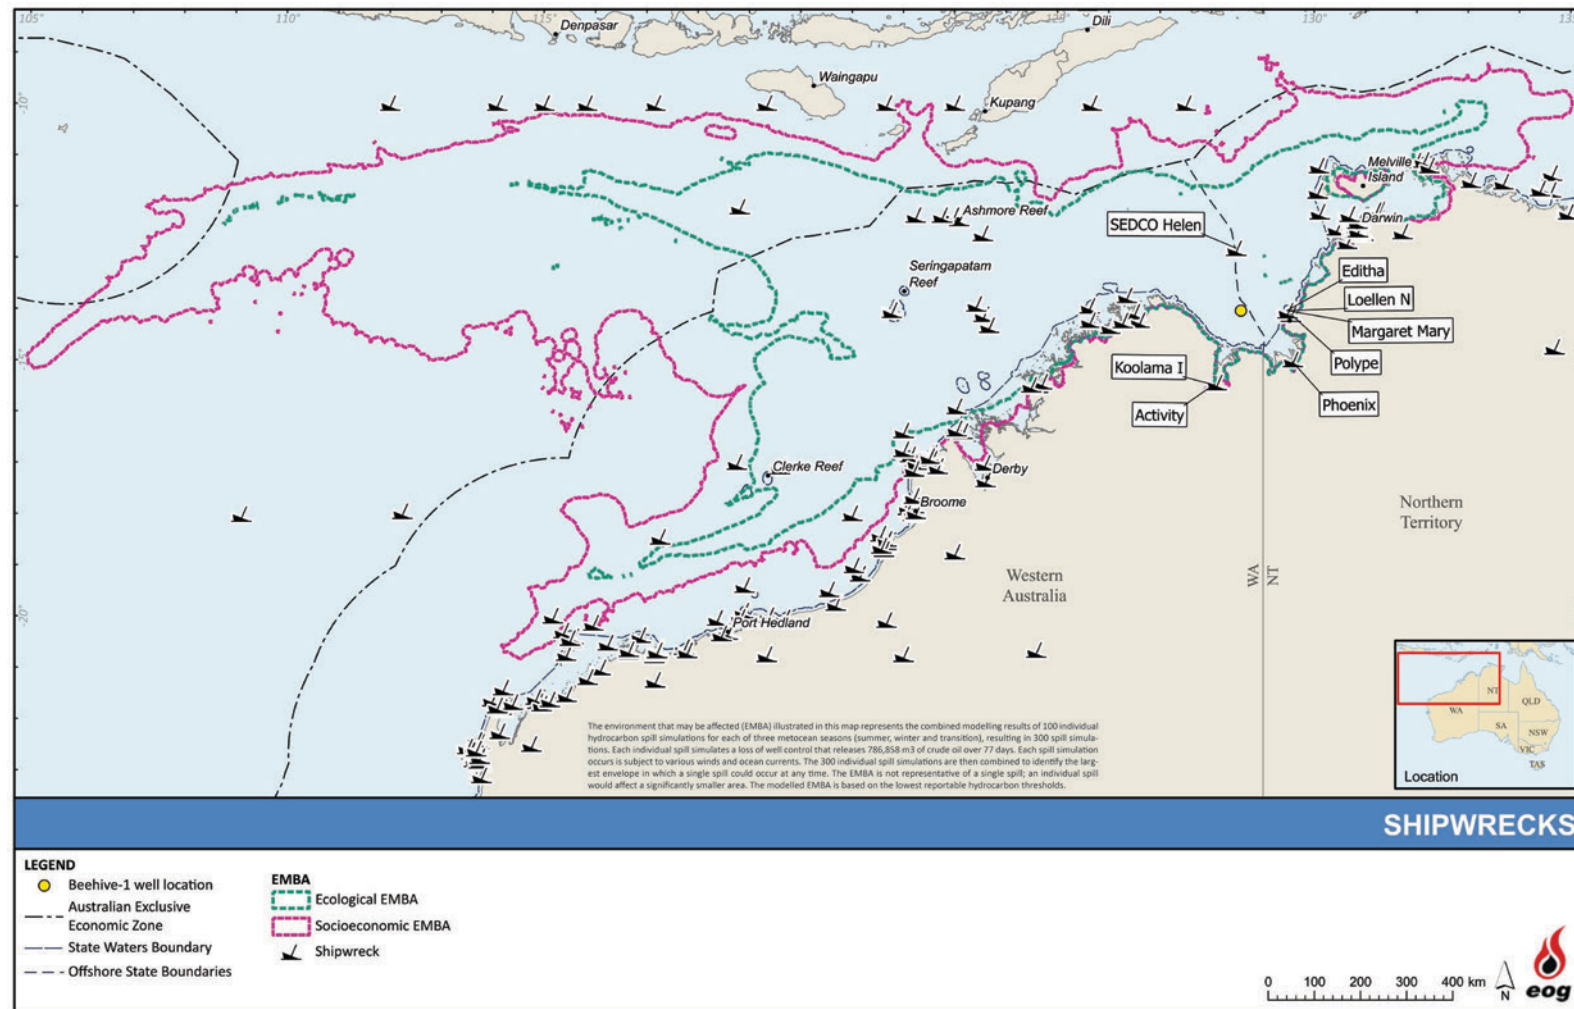 105°
110°
115°
120°
125°
130°
Denpasar
Dili
Waingapu
Kupang
10°
Melville
Island
Ashmore Reef
Darwin
SEDCO Helen
Seringapatam
Reef
Editha
Loellen N
Margaret Mary
Polype
Phoenix
15°
Koolama I
Activity
Clerke Reef
Derby
Broome
Northern
Territory
Western
Australia
WA
NT
20°
Port Hedland
The environment that may be affected (EMBA) illustrated in this map represents the combined modelling results of 100 individual
hydrocarbon spill simulations for each of three metocean seasons (summer, winter and transition), resulting in 300 spill simula-
tions. Each individual spill simulates a loss of well control that releases 786,858 m3 of crude oil over 77 days. Each spill simulation
occurs is subject to various winds and ocean currents. The 300 individual spill simulations are then combined to identify the larg-
est envelope in which a single spill could occur at any time. The EMBA is not representative of a single spill; an individual spill
would affect a significantly smaller area. The modelled EMBA is based on the lowest reportable hydrocarbon thresholds.
NT
QLD
WA
SA
NSW
VIC
TAS
Location
SHIPWRECKS
LEGEND
Beehive-1 well location
Australian Exclusive
Economic Zone
State Waters Boundary
Offshore State Boundaries
EMBA
Ecological EMBA
Socioeconomic EMBA
Shipwreck
0 100 200 300 400 km
N
eog